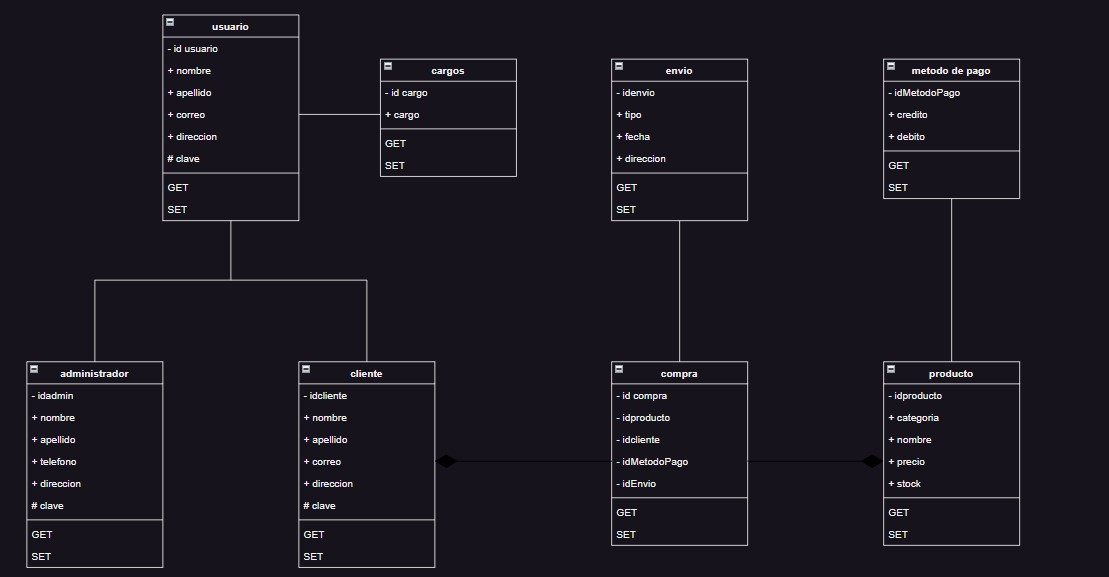 usuario
- id usuario
+ nombre
+ apellido
+ correo
+ direccion
# clave
GET
SET
cargos
- id cargo
+ cargo
GET
SET
envio
- idenvio
+ tipo
+ fecha
+ direccion
GET
SET
metodo de pago
- idMetodoPago
+ credito
+ debito
GET
SET
administrador
- idadmin
+ nombre
+ apellido
+ telefono
+ direccion
# clave
GET
SET
cliente
- idcliente
+ nombre
+ apellido
+ correo
+ direccion
# clave
GET
SET
compra
- id compra
- idproducto
- idcliente
- idMetodoPago
- idEnvio
GET
SET
producto
- idproducto
+ categoria
+ nombre
+ precio
+ stock
GET
SET